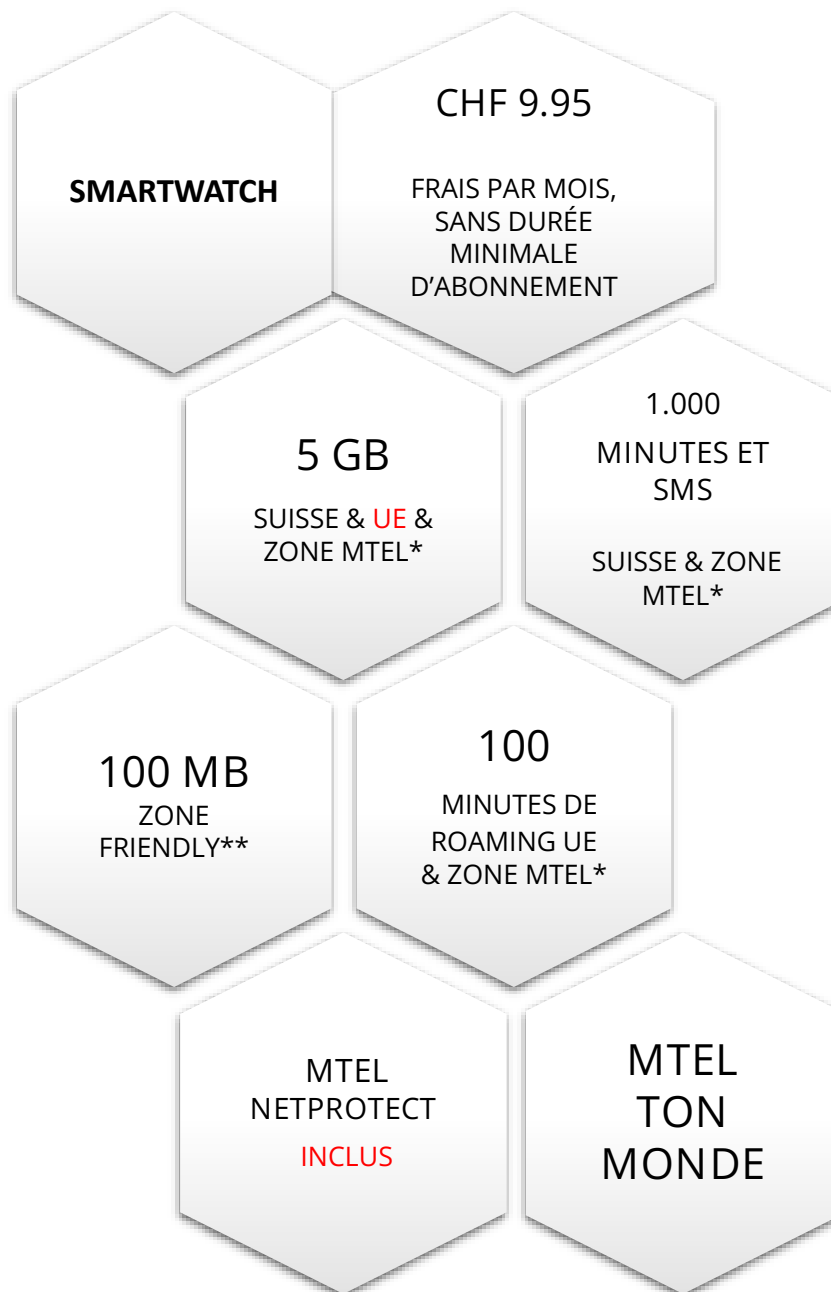 SMARTWATCH
CHF 9.95
FRAIS PAR MOIS,
SANS DURÉE
MINIMALE
D’ABONNEMENT
5 GB
SUISSE & UE &
ZONE MTEL*
1.000
MINUTES ET
SMS
SUISSE & ZONE
MTEL*
100 MB
ZONE
FRIENDLY**
100
MINUTES DE
ROAMING UE
& ZONE MTEL*
MTEL
NETPROTECT
INCLUS
MTEL
TON
MONDE